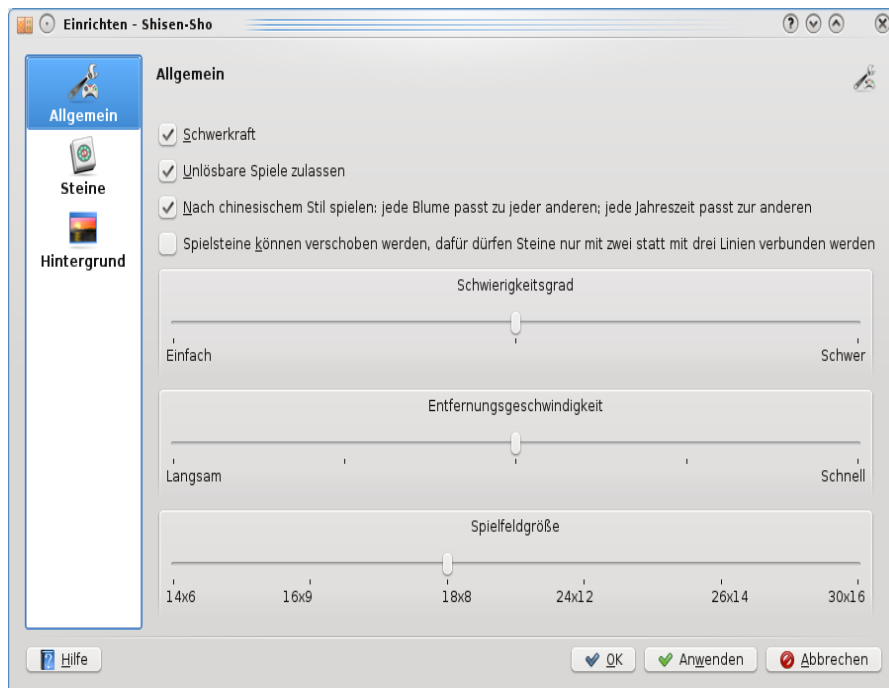 Einrichten - Shisen-Sho
Allgemein
Steine
Hintergrund
Allgemein
Schwerkraft
Unlösbare Spiele zulassen
Nach chinesischem Stil spielen: jede Blume passt zu jeder anderen; jede Jahreszeit passt zur anderen
Spielsteine können verschoben werden, dafür dürfen Steine nur mit zwei statt mit drei Linien verbunden werden
Schwierigkeitsgrad
Einfach Schwer
Entfernungsgeschwindigkeit
Langsam Schnell
Spielfeldgröße
14x6 16x9 18x8 24x12 26x14 30x16
Hilfe OK Anwenden Abbrechen